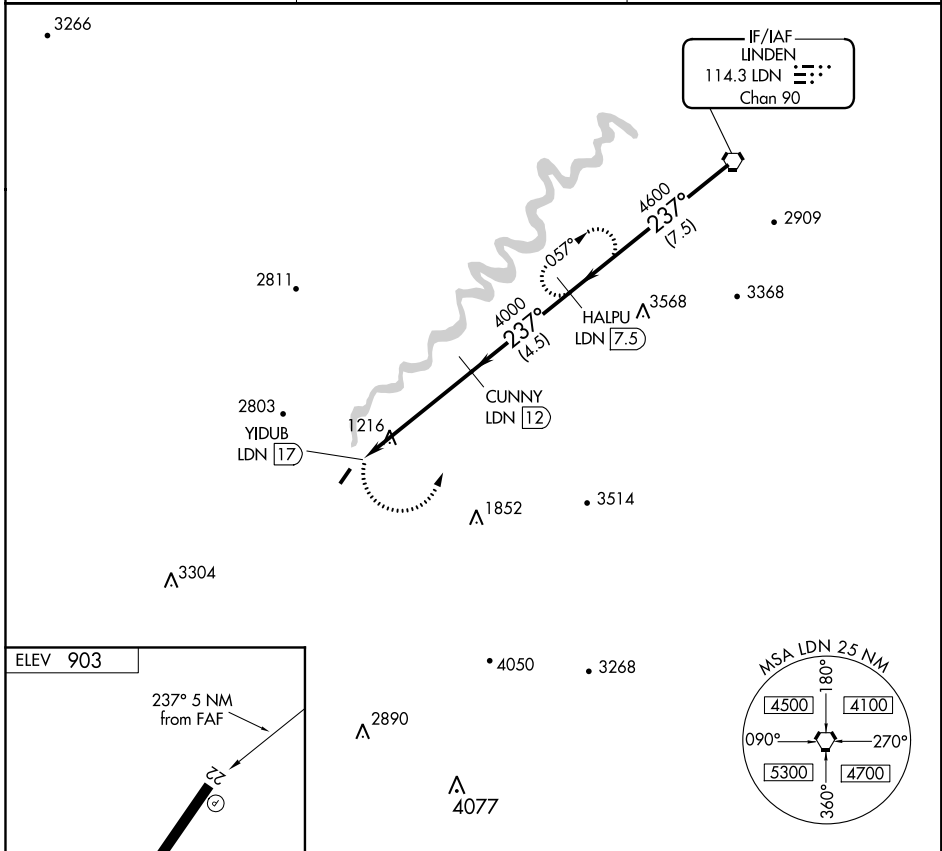 3266
IF/IAF
LINDEN
114.3 LDN
Chan 90
4600
237°
(7.5)
2909
057°
2811
3568
3368
HALPU
LDN 7.5
4000
237°
(4.5)
CUNNY
LDN 12
2803
1216
YIDUB
LDN 17
1852
3514
3304
ELEV 903
4050
3268
MSA LDN 25 NM
180°
4500
4100
090°
270°
5300
4700
360°
237° 5 NM
from FAF
22
P
2890
4077